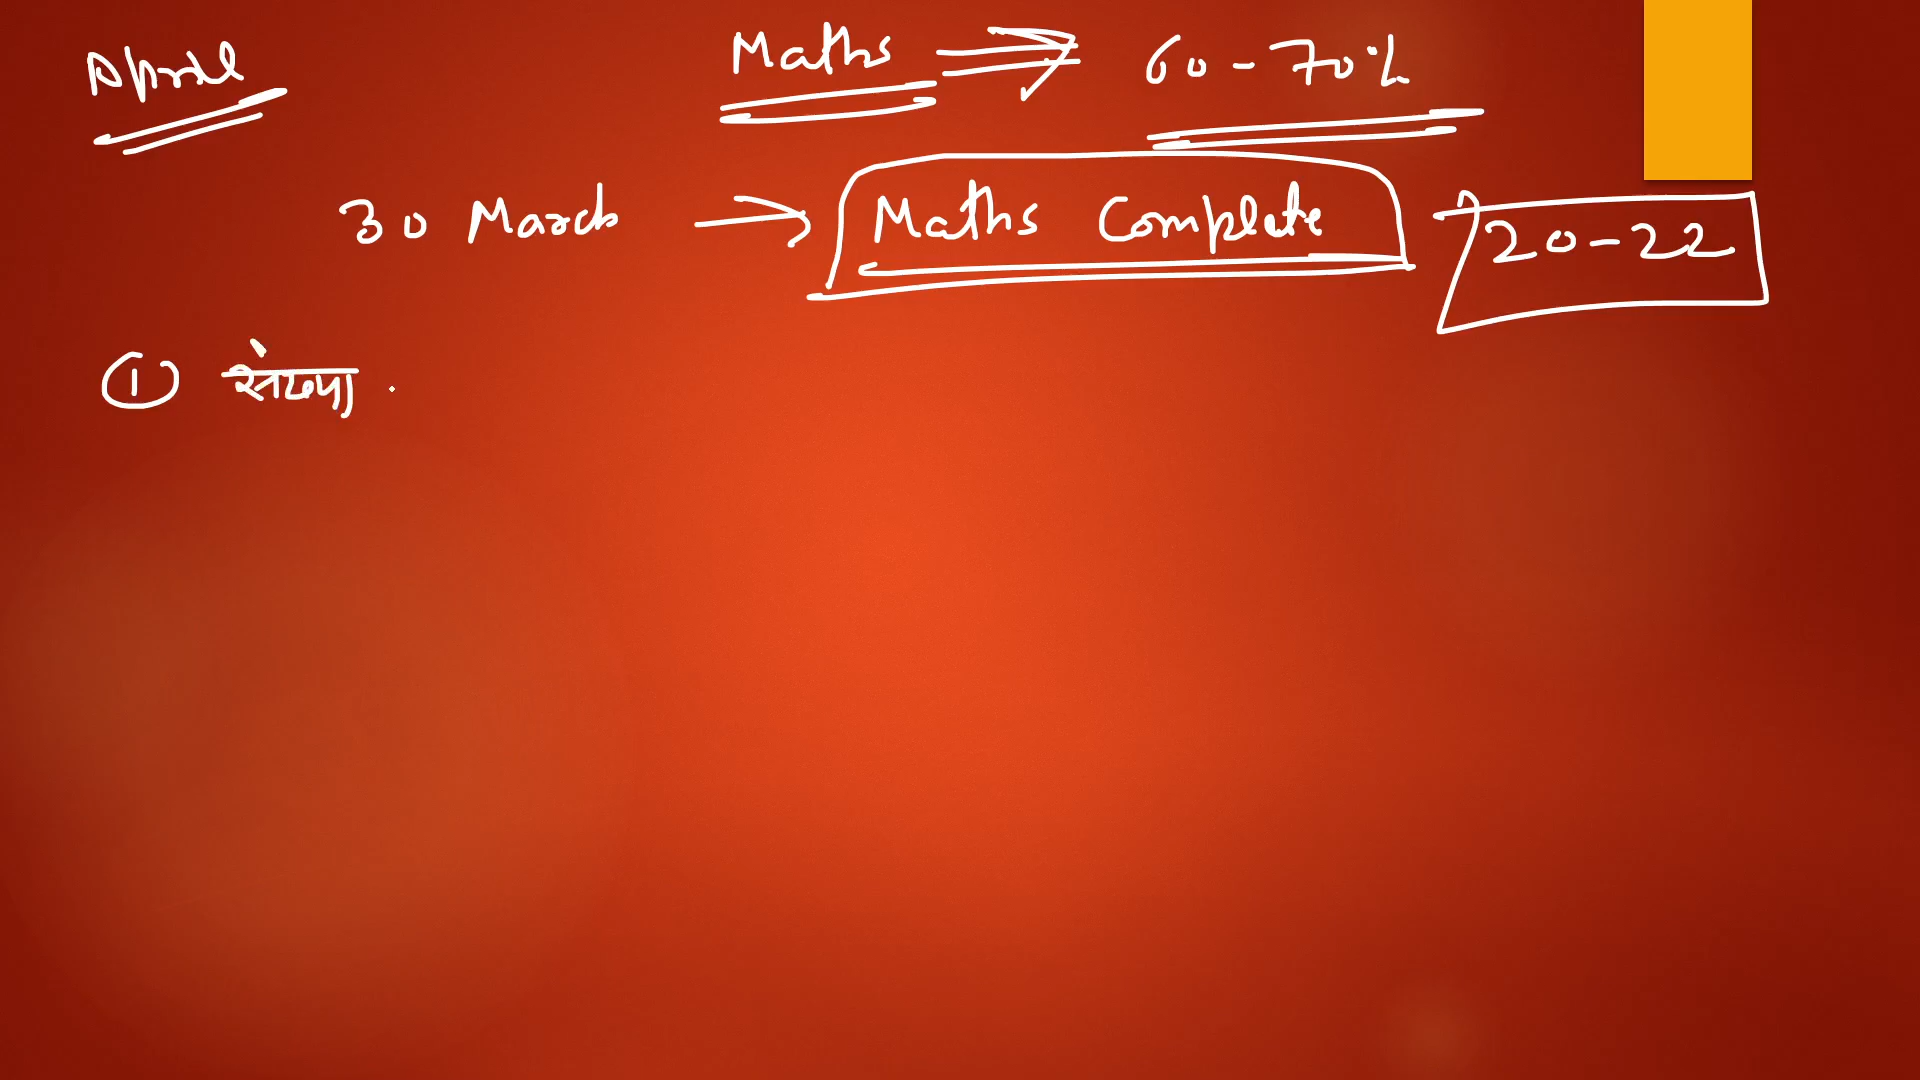 April
Maths ⇒ 60-70%
30 March → Maths Complete 20-22
① संख्या